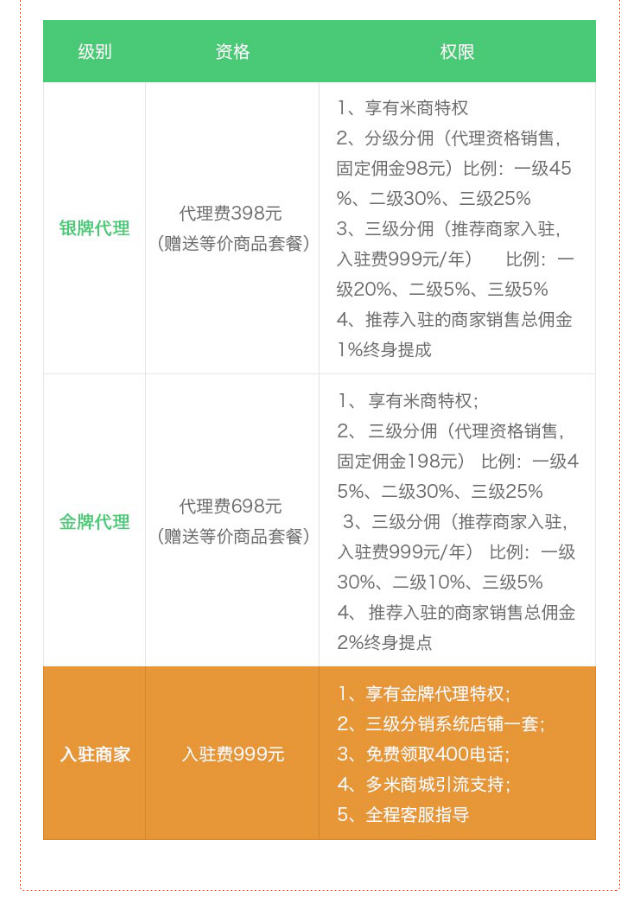 级别 资格 权限
银牌代理
代理费398元
（赠送等价商品套餐）
1、享有米商特权
2、分级分佣（代理资格销售，
固定佣金98元）比例：一级45
%、二级30%、三级25%
3、三级分佣（推荐商家入驻，
入驻费999元/年） 比例：一
级20%、二级5%、三级5%
4、推荐入驻的商家销售总佣金
1%终身提成
金牌代理
代理费698元
（赠送等价商品套餐）
1、 享有米商特权；
2、 三级分佣（代理资格销售，
固定佣金198元） 比例：一级4
5%、二级30%、三级25%
3、三级分佣（推荐商家入驻，
入驻费999元/年） 比例：一级
30%、二级10%、三级5%
4、 推荐入驻的商家销售总佣金
2%终身提点
入驻商家
入驻费999元
1、享有金牌代理特权；
2、三级分销系统店铺一套；
3、免费领取400电话；
4、多米商城引流支持；
5、全程客服指导